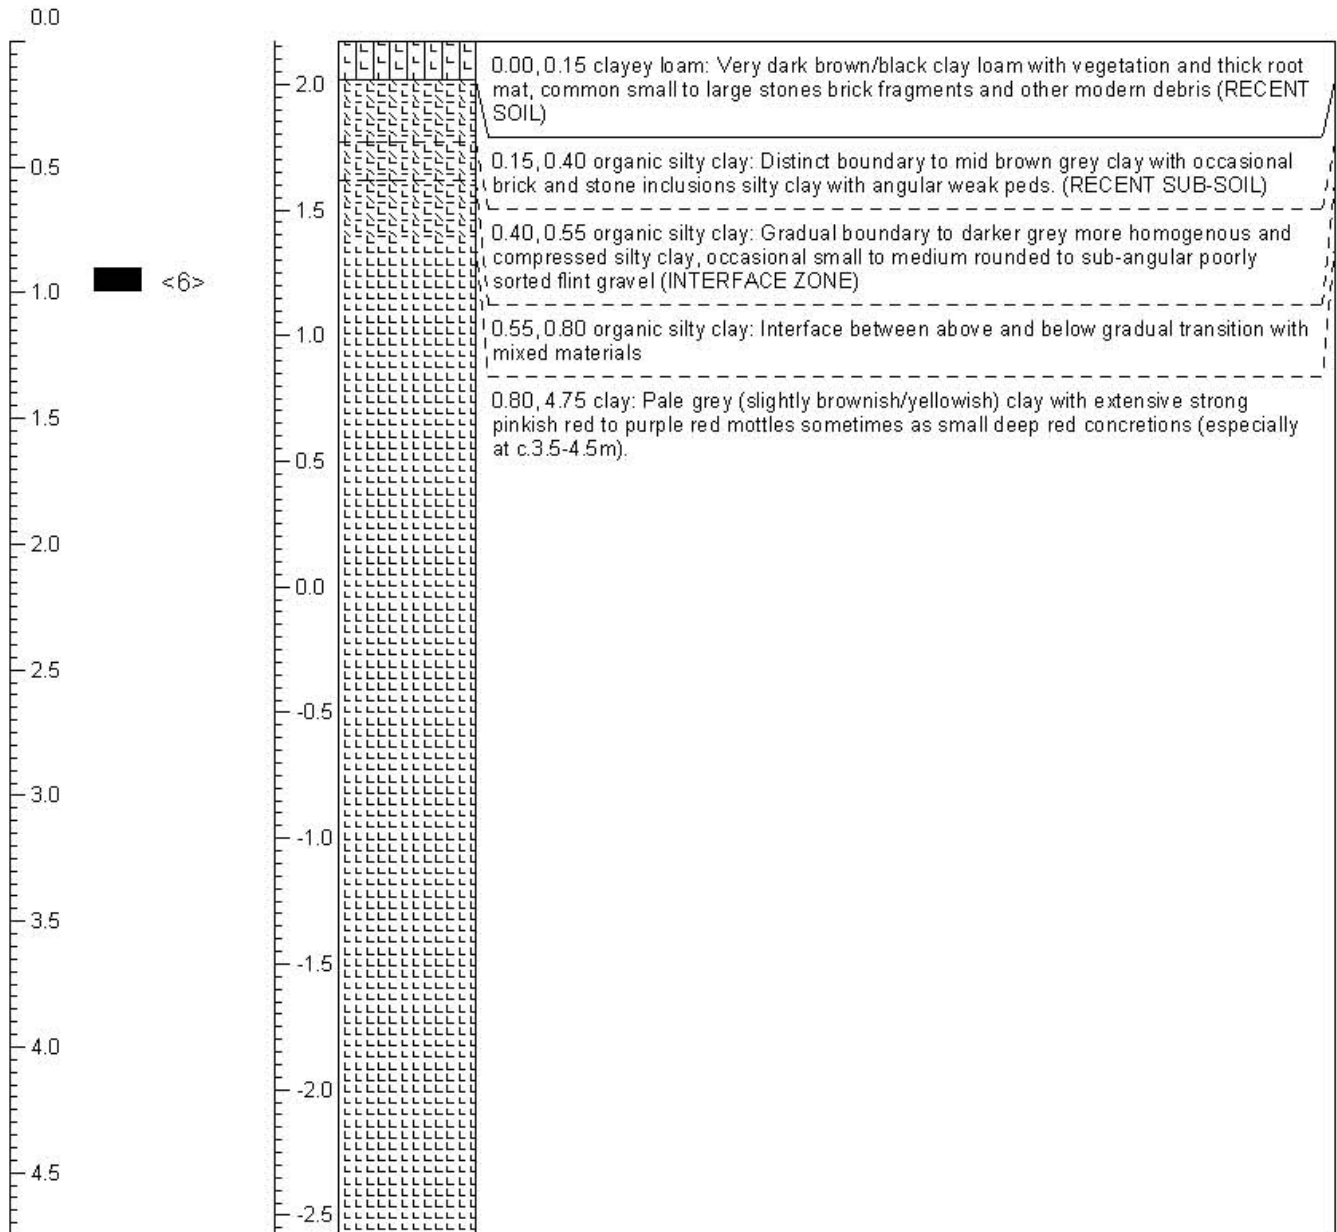 0.0
0.5
1.0
1.5
2.0
2.5
3.0
3.5
4.0
4.5
<6>
2.0
1.5
1.0
0.5
0.0
-0.5
-1.0
-1.5
-2.0
-2.5
0.00, 0.15 clayey loam: Very dark brown/black clay loam with vegetation and thick root
mat, common small to large stones brick fragments and other modern debris (RECENT
SOIL)
0.15, 0.40 organic silty clay: Distinct boundary to mid brown grey clay with occasional
brick and stone inclusions silty clay with angular weak peds. (RECENT SUB-SOIL)
0.40, 0.55 organic silty clay: Gradual boundary to darker grey more homogenous and
compressed silty clay, occasional small to medium rounded to sub-angular poorly
sorted flint gravel (INTERFACE ZONE)
0.55, 0.80 organic silty clay: Interface between above and below gradual transition with
mixed materials
0.80, 4.75 clay: Pale grey (slightly brownish/yellowish) clay with extensive strong
pinkish red to purple red mottles sometimes as small deep red concretions (especially
at c.3.5-4.5m).